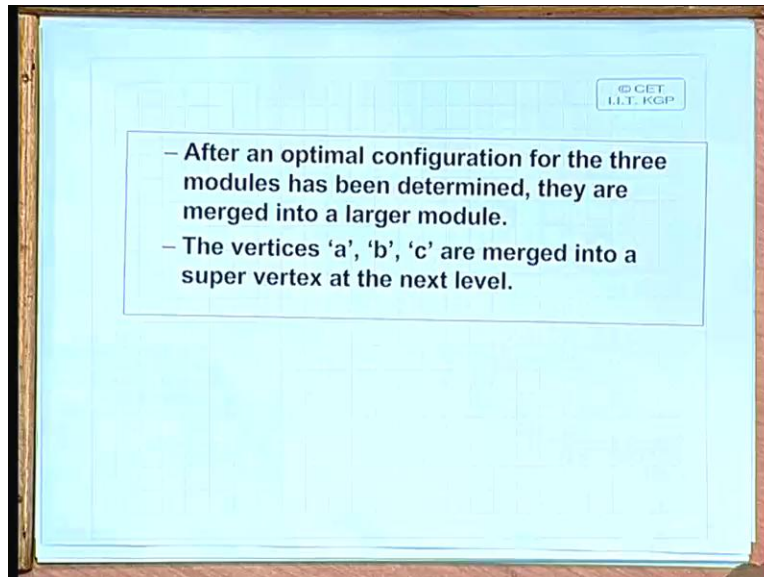 © CET
I.I.T. KGP
– After an optimal configuration for the three
modules has been determined, they are
merged into a larger module.
– The vertices ‘a’, ‘b’, ‘c’ are merged into a
super vertex at the next level.